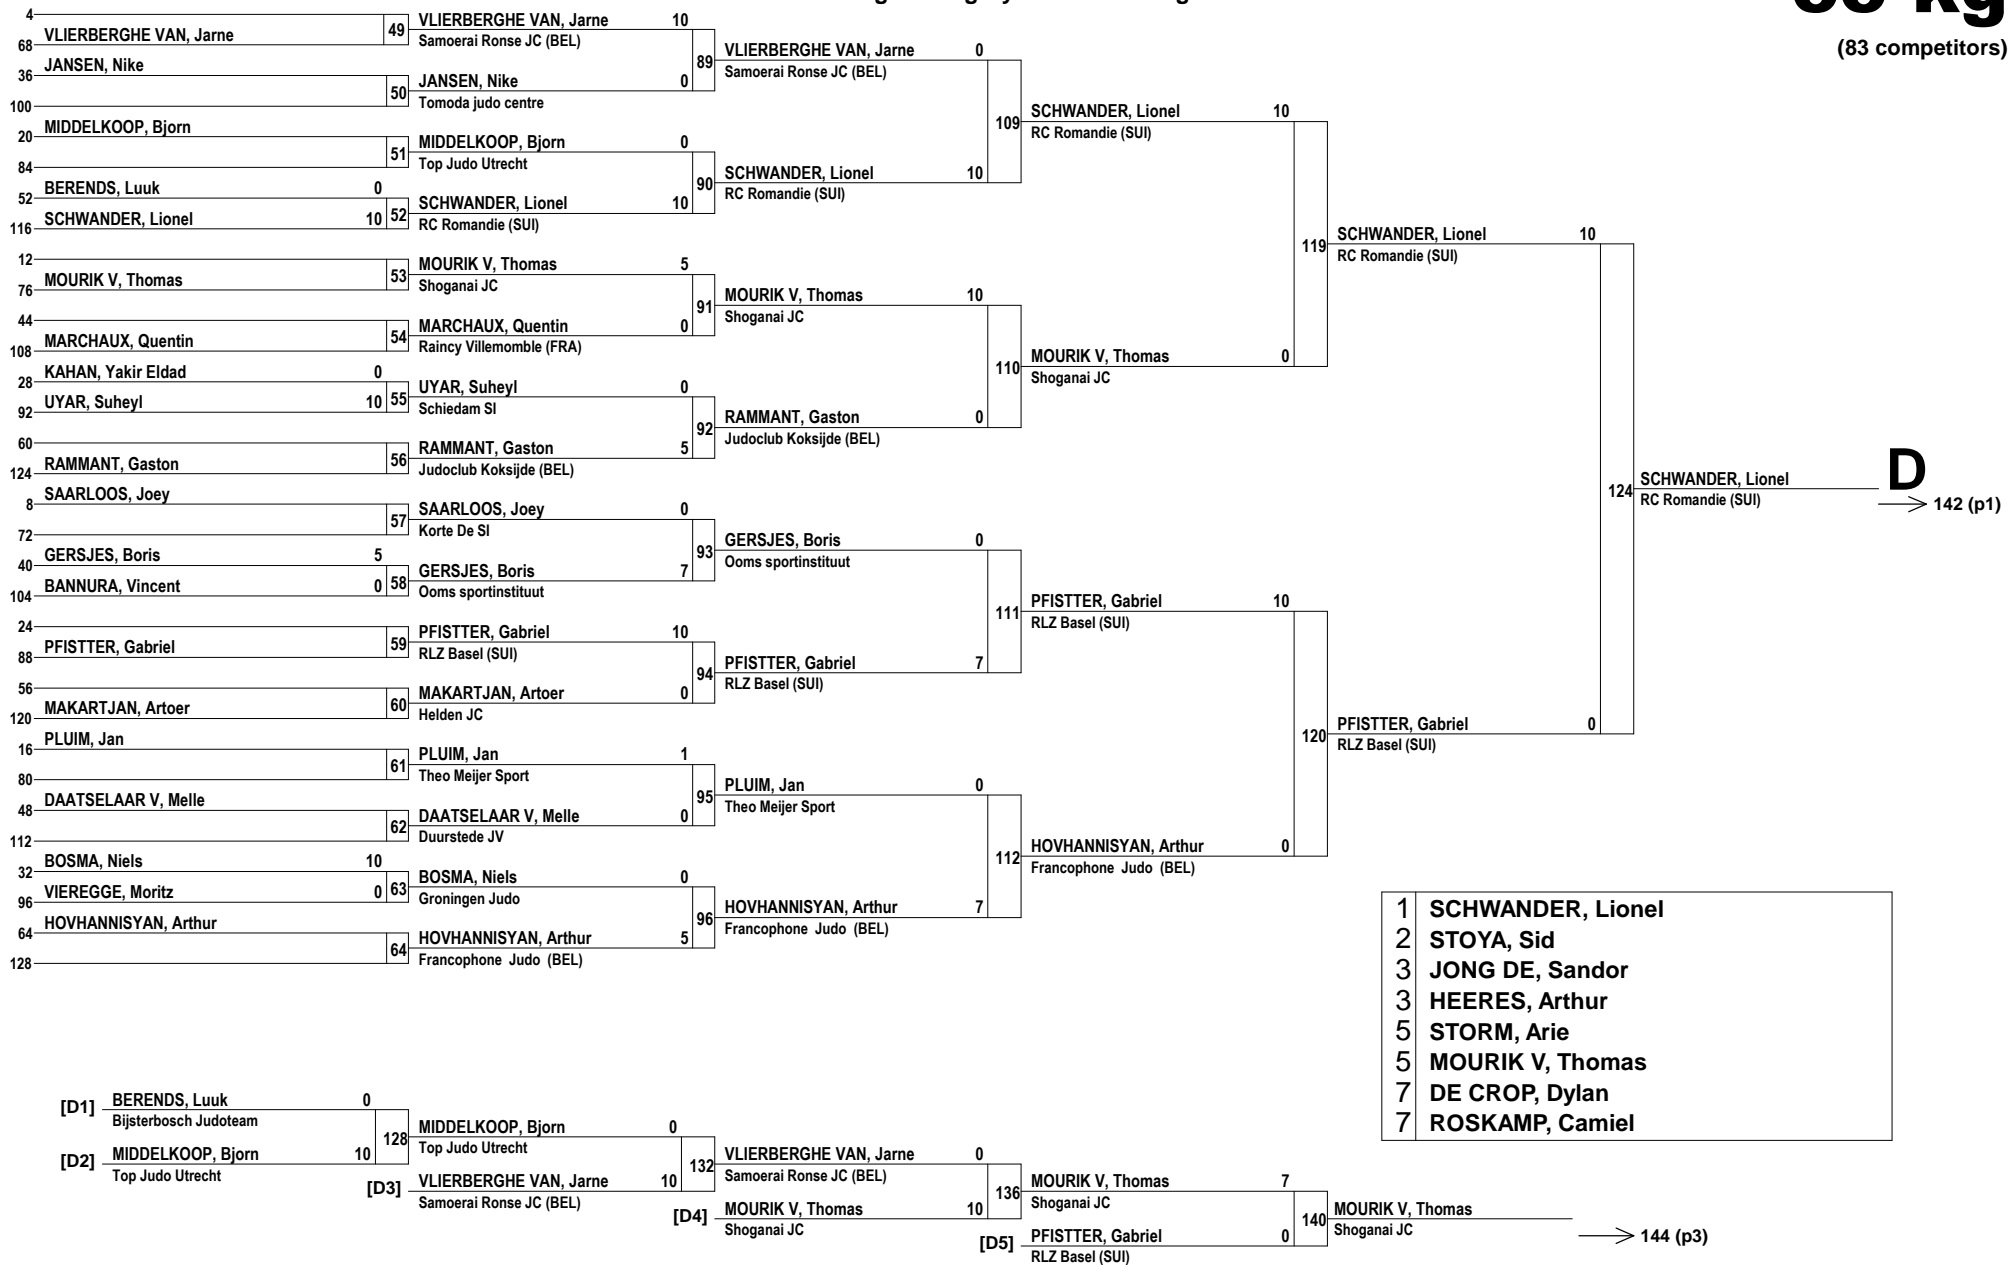 (83 competitors)
4
VLIERBERGHE VAN, Jarne
68
49
JANSEN, Nike
36
100
50
MIDDELKOOP, Bjorn
20
84
51
BERENDS, Luuk 0
52
SCHWANDER, Lionel 10
116
52
12
MOURIK V, Thomas
76
53
44
MARCHAUX, Quentin
108
54
KAHAN, Yakir Eldad 0
28
UYAR, Suheyl 10
92
55
60
RAMMANT, Gaston
124
56
SAARLOOS, Joey
8
72
57
GERSJES, Boris 5
40
BANNURA, Vincent 0
104
58
24
PFISTTER, Gabriel
88
59
56
MAKARTJAN, Artoer
120
60
PLUIM, Jan
16
80
61
DAATSELAAR V, Melle
48
112
62
BOSMA, Niels 10
32
VIEREGGE, Moritz 0
96
63
HOVHANNISYAN, Arthur
64
128
64
VLIERBERGHE VAN, Jarne 10
Samoerai Ronse JC (BEL)
89
JANSEN, Nike 0
Tomoda judo centre
MIDDELKOOP, Bjorn 0
Top Judo Utrecht
90
SCHWANDER, Lionel 10
RC Romandie (SUI)
MOURIK V, Thomas 5
Shoganai JC
91
MARCHAUX, Quentin 0
Raincy Villemomble (FRA)
UYAR, Suheyl 0
Schiedam SI
92
RAMMANT, Gaston 5
Judoclub Koksijde (BEL)
SAARLOOS, Joey 0
Korte De SI
93
GERSJES, Boris 7
Ooms sportinstituut
PFISTTER, Gabriel 10
RLZ Basel (SUI)
94
MAKARTJAN, Artoer 0
Helden JC
PLUIM, Jan 1
Theo Meijer Sport
95
DAATSELAAR V, Melle 0
Duurstede JV
BOSMA, Niels 0
Groningen Judo
96
HOVHANNISYAN, Arthur 5
Francophone Judo (BEL)
VLIERBERGHE VAN, Jarne 0
Samoerai Ronse JC (BEL)
109
SCHWANDER, Lionel 10
RC Romandie (SUI)
MOURIK V, Thomas 10
Shoganai JC
110
RAMMANT, Gaston 0
Judoclub Koksijde (BEL)
GERSJES, Boris 0
Ooms sportinstituut
111
PFISTTER, Gabriel 7
RLZ Basel (SUI)
PLUIM, Jan 0
Theo Meijer Sport
112
HOVHANNISYAN, Arthur 7
Francophone Judo (BEL)
SCHWANDER, Lionel 10
RC Romandie (SUI)
119
MOURIK V, Thomas 0
Shoganai JC
PFISTTER, Gabriel 10
RLZ Basel (SUI)
120
HOVHANNISYAN, Arthur 0
Francophone Judo (BEL)
SCHWANDER, Lionel 10
RC Romandie (SUI)
124
PFISTTER, Gabriel 0
RLZ Basel (SUI)
SCHWANDER, Lionel
RC Romandie (SUI)
D
142 (p1)
1 SCHWANDER, Lionel
2 STOYA, Sid
3 JONG DE, Sandor
3 HEERES, Arthur
5 STORM, Arie
5 MOURIK V, Thomas
7 DE CROP, Dylan
7 ROSKAMP, Camiel
[D1] BERENDS, Luuk 0
Bijsterbosch Judoteam
128
[D2] MIDDELKOOP, Bjorn 10
Top Judo Utrecht
MIDDELKOOP, Bjorn 0
Top Judo Utrecht
132
[D3] VLIERBERGHE VAN, Jarne 10
Samoerai Ronse JC (BEL)
VLIERBERGHE VAN, Jarne 0
Samoerai Ronse JC (BEL)
136
[D4] MOURIK V, Thomas 10
Shoganai JC
MOURIK V, Thomas 7
Shoganai JC
140
[D5] PFISTTER, Gabriel 0
RLZ Basel (SUI)
MOURIK V, Thomas
Shoganai JC
144 (p3)